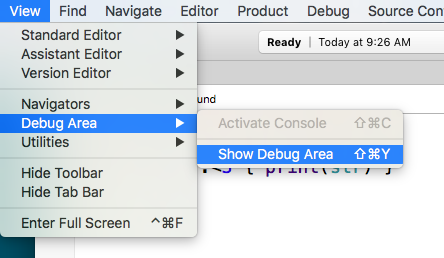 View Find Navigate Editor Product Debug Source Cont
Standard Editor
Ready | Today at 9:26 AM
Assistant Editor
Version Editor
Navigators
und
Debug Area
Activate Console ⇧⌘C
Utilities
Show Debug Area ⇧⌘Y
{ print(str) }
Hide Toolbar
Hide Tab Bar
Enter Full Screen ^⌘F